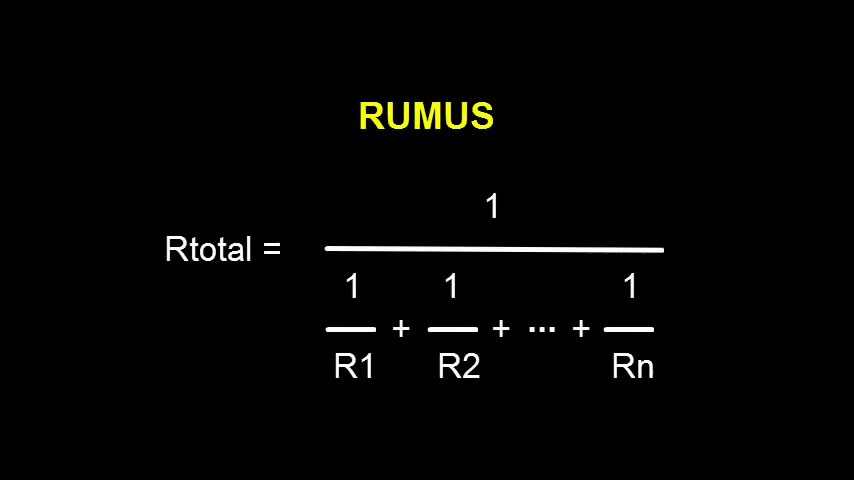 RUMUS
1
Rtotal =
1 1 1
+ + ... +
R1 R2 Rn